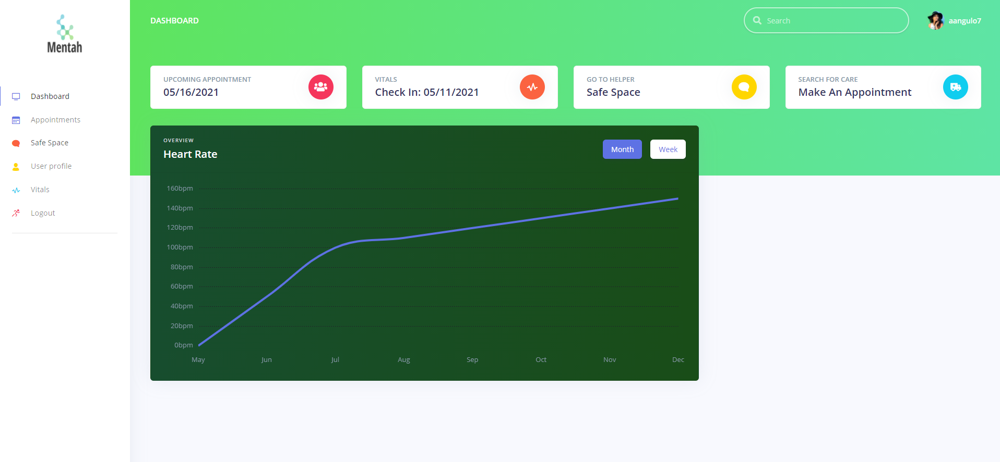 Mentah
DASHBOARD
Search
aangulo7
Dashboard
Appointments
Safe Space
User profile
Vitals
Logout
UPCOMING APPOINTMENT
05/16/2021
VITALS
Check In: 05/11/2021
GO TO HELPER
Safe Space
SEARCH FOR CARE
Make An Appointment
OVERVIEW
Heart Rate
Month
Week
160bpm
140bpm
120bpm
100bpm
80bpm
60bpm
40bpm
20bpm
0bpm
May Jun Jul Aug Sep Oct Nov Dec